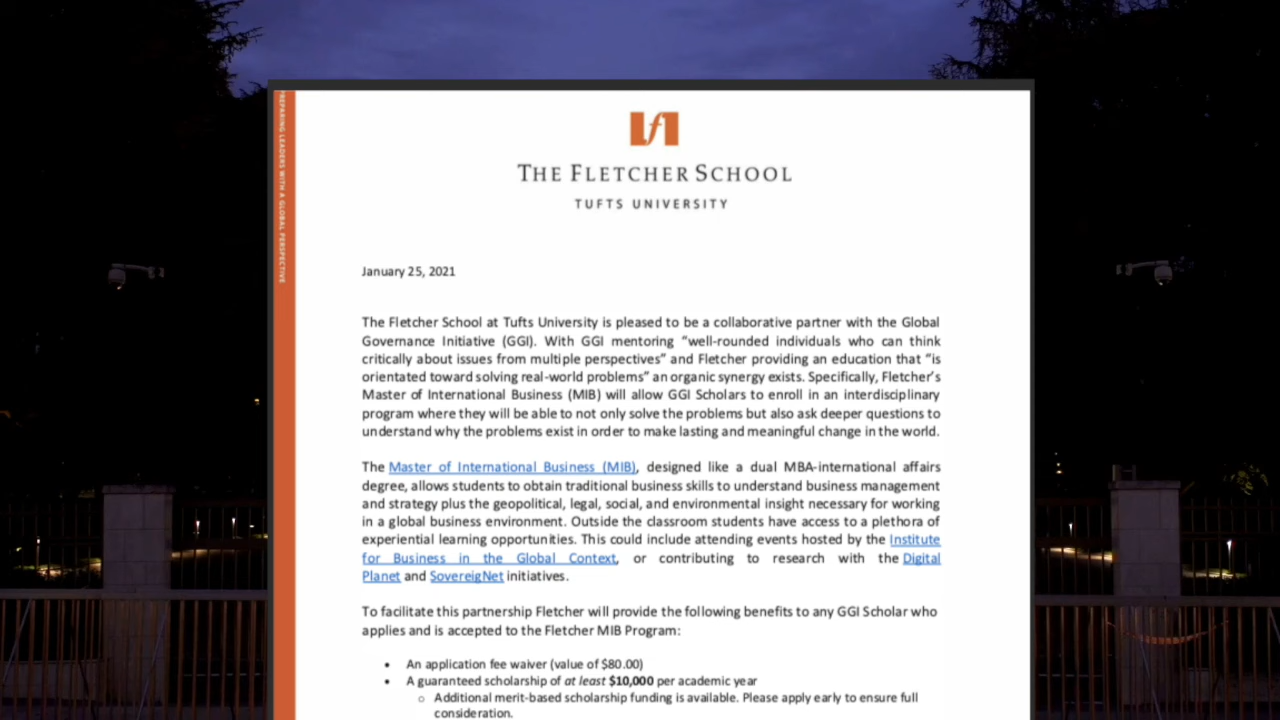 THE FLETCHER SCHOOL
TUFTS UNIVERSITY
PREPARING LEADERS WITH A GLOBAL PERSPECTIVE
January 25, 2021
The Fletcher School at Tufts University is pleased to be a collaborative partner with the Global
Governance Initiative (GGI). With GGI mentoring “well-rounded individuals who can think
critically about issues from multiple perspectives” and Fletcher providing an education that “is
orientated toward solving real-world problems” an organic synergy exists. Specifically, Fletcher’s
Master of International Business (MIB) will allow GGI Scholars to enroll in an interdisciplinary
program where they will be able to not only solve the problems but also ask deeper questions to
understand why the problems exist in order to make lasting and meaningful change in the world.
The Master of International Business (MIB), designed like a dual MBA-international affairs
degree, allows students to obtain traditional business skills to understand business management
and strategy plus the geopolitical, legal, social, and environmental insight necessary for working
in a global business environment. Outside the classroom students have access to a plethora of
experiential learning opportunities. This could include attending events hosted by the Institute
for Business in the Global Context, or contributing to research with the Digital
Planet and SovereigNet initiatives.
To facilitate this partnership Fletcher will provide the following benefits to any GGI Scholar who
applies and is accepted to the Fletcher MIB Program:
• An application fee waiver (value of $80.00)
• A guaranteed scholarship of at least $10,000 per academic year
o Additional merit-based scholarship funding is available. Please apply early to ensure full
consideration.